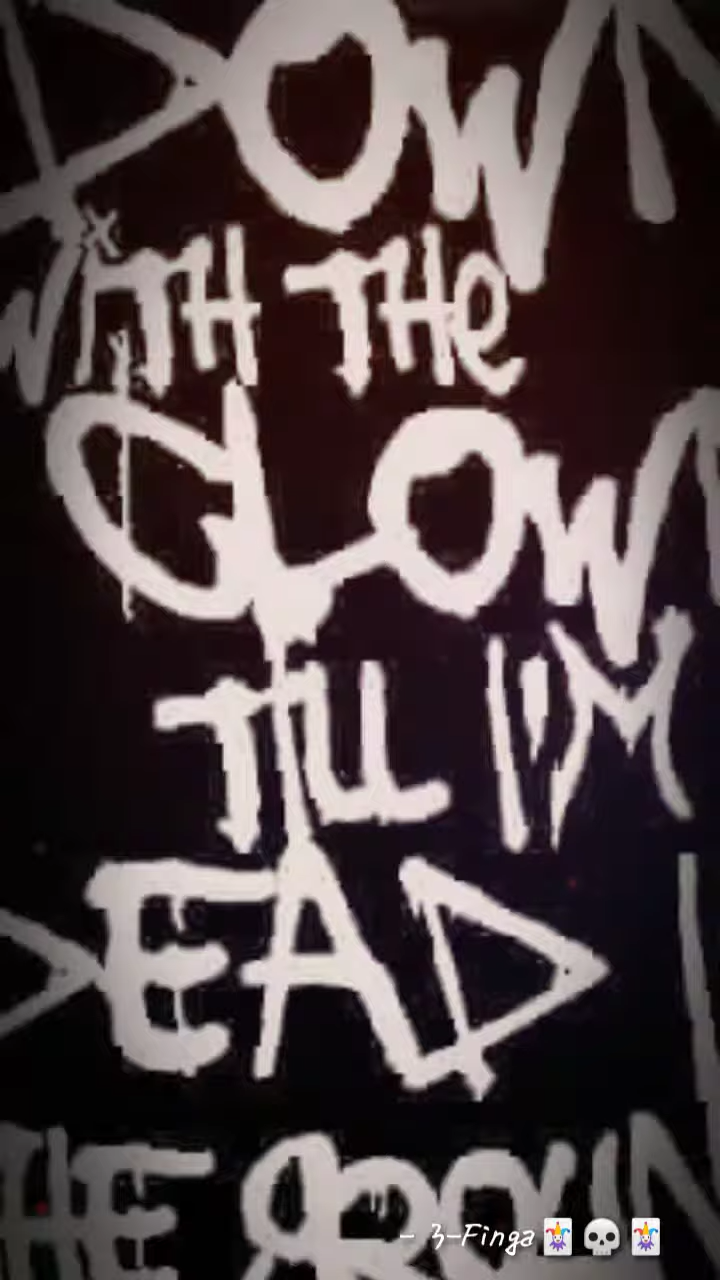 DOWN
WITH THE
CLOWN
TILL I'M
DEAD
THE GROUN
- 3-Finga🃏💀🃏